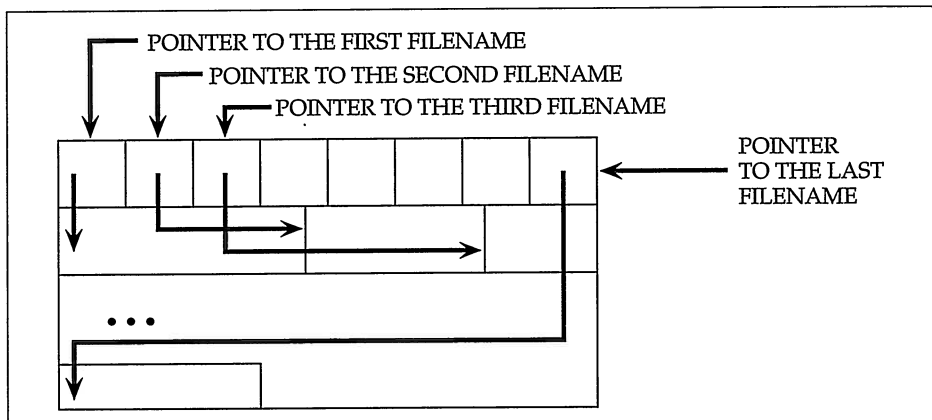 POINTER TO THE FIRST FILENAME
POINTER TO THE SECOND FILENAME
POINTER TO THE THIRD FILENAME
POINTER
TO THE LAST
FILENAME